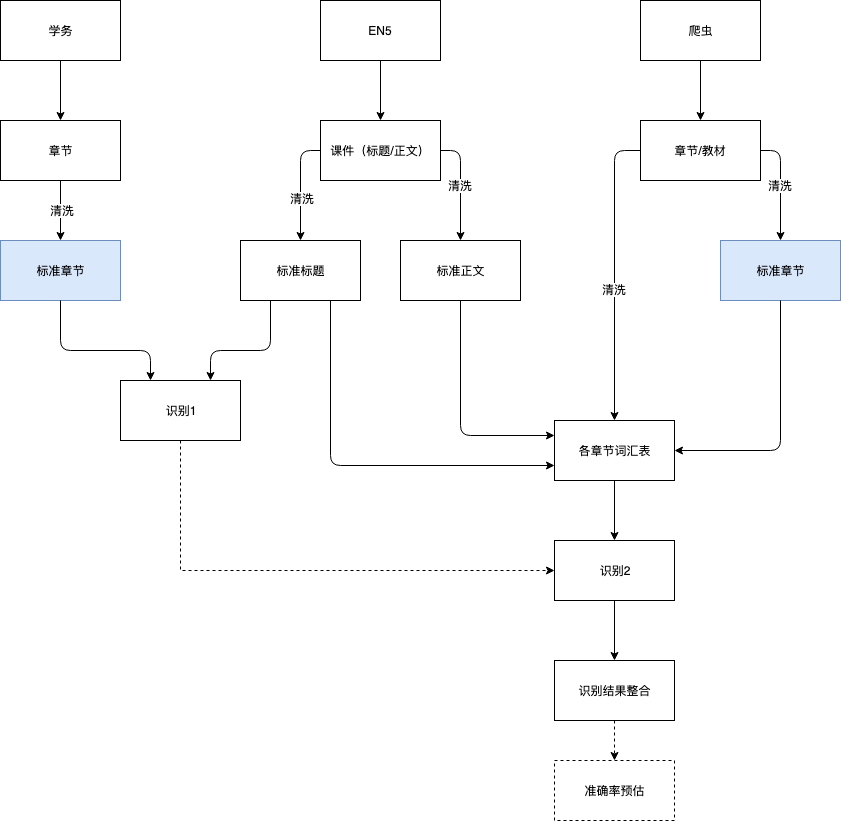 学务
EN5
爬虫
章节
课件（标题/正文）
章节/教材
清洗
清洗
清洗
清洗
标准章节
标准标题
标准正文
清洗
标准章节
识别1
各章节词汇表
识别2
识别结果整合
准确率预估